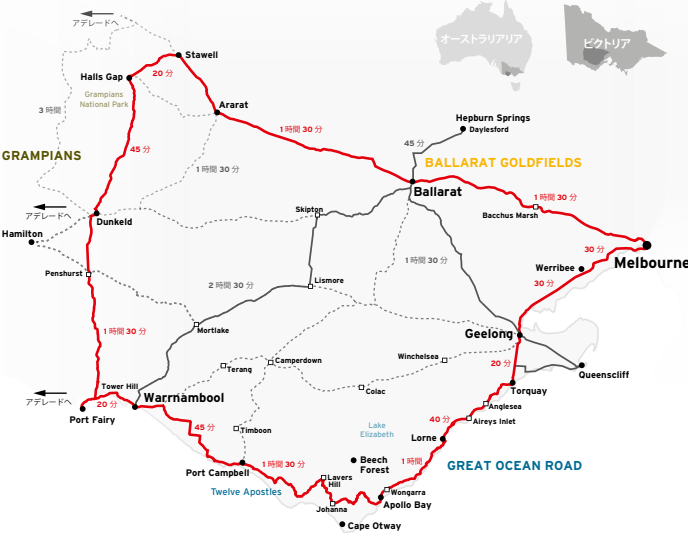 アデレードへ
オーストラリアリア
ビクトリア
Stawell
Halls Gap
20 分
Grampians
National Park
Ararat
3 時間
Hepburn Springs
Daylesford
1 時間 30 分
45 分
45 分
GRAMPIANS
BALLARAT GOLDFIELDS
1 時間 30 分
Ballarat
1 時間 30 分
アデレードへ
Dunkeld
Skipton
Bacchus Marsh
Hamilton
30 分
Melbourne
1 時間 30 分
Werribee
Penshurst
2 時間 30 分
Lismore
30 分
1 時間 30 分
Mortlake
Geelong
Winchelsea
20 分
Terang
Camperdown
Queenscliff
Colac
Torquay
アデレードへ
Tower Hill
20 分
Warrnambool
Anglesea
Port Fairy
45 分
Timboon
Lake
Elizabeth
40 分
Aireys Inlet
Lorne
Port Campbell
1 時間 30 分
Beech
Forest
1 時間
GREAT OCEAN ROAD
Twelve Apostles
Lavers
Hill
Wongarra
Johanna
Apollo Bay
Cape Otway